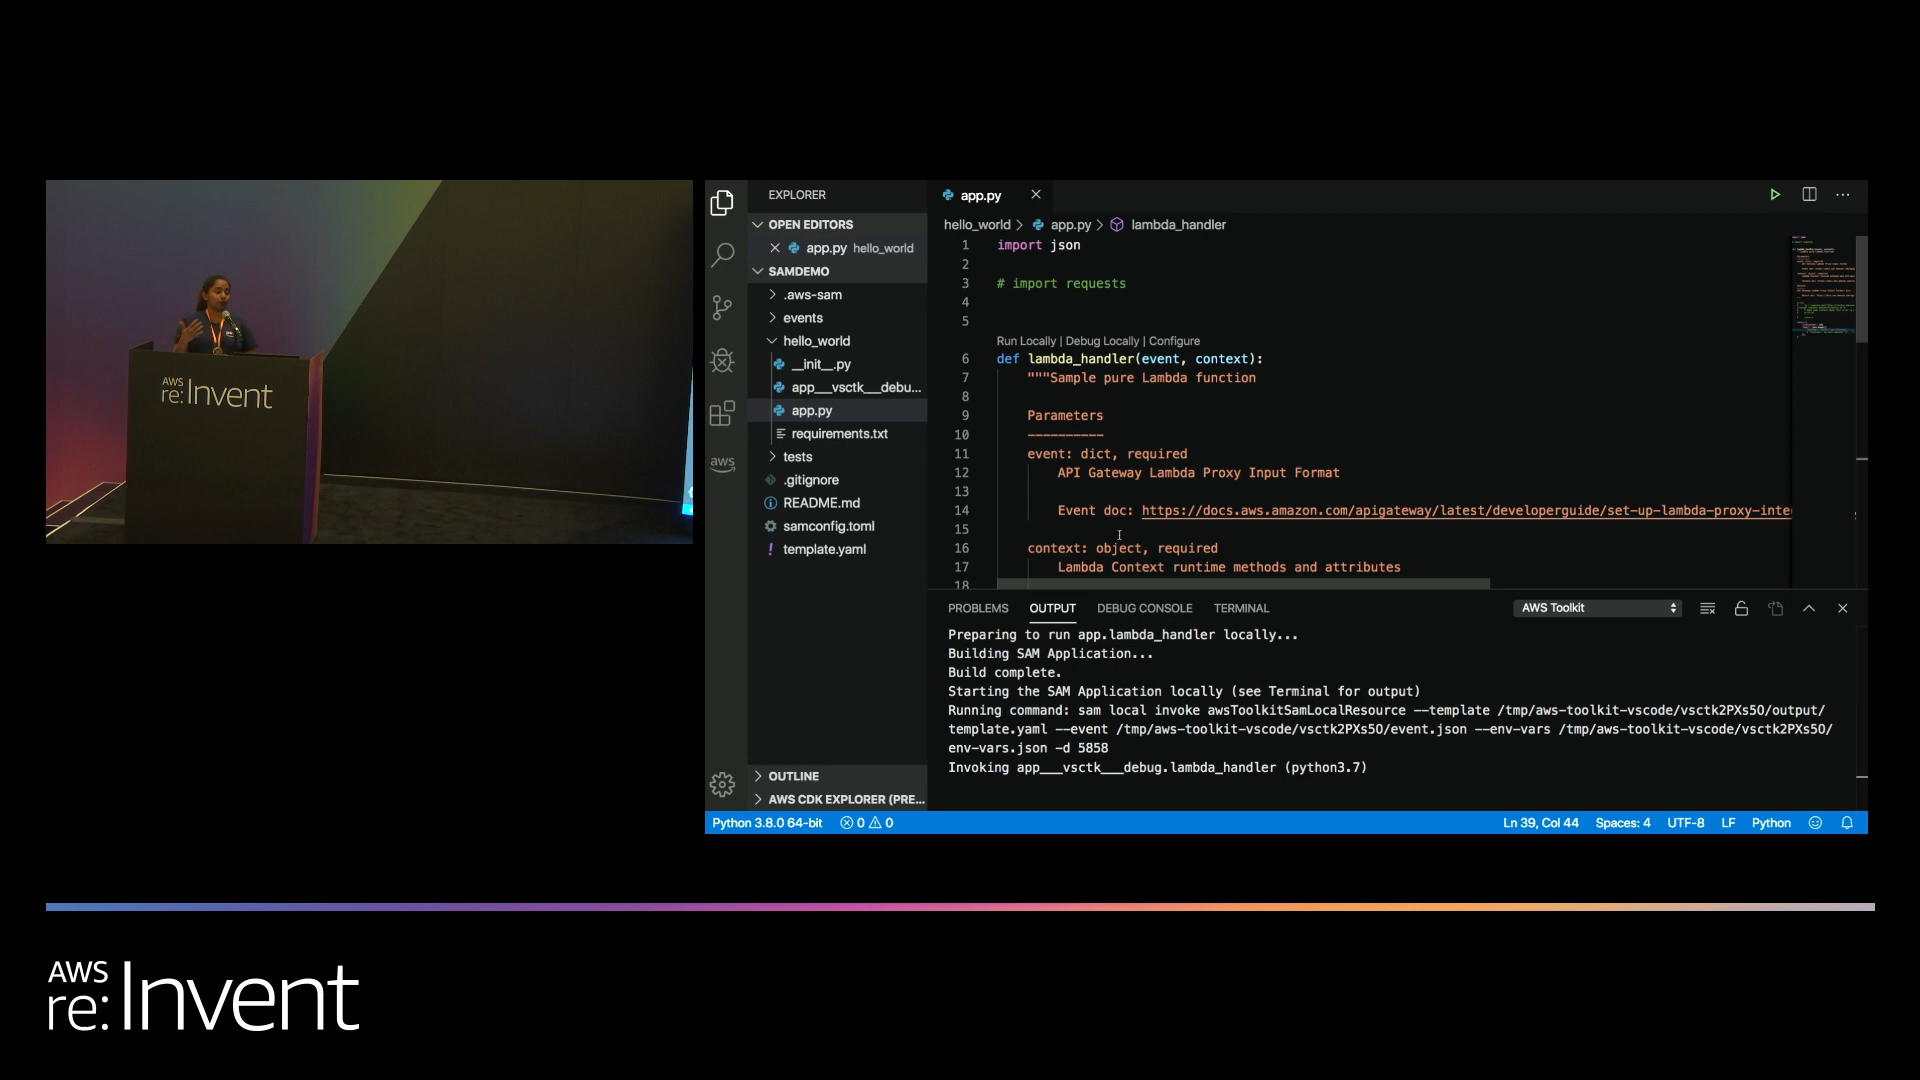 AWS
re:Invent
EXPLORER
OPEN EDITORS
app.py hello_world
SAMDEMO
.aws-sam
events
hello_world
__init__.py
app___vsctk___debu...
app.py
requirements.txt
tests
.gitignore
README.md
samconfig.toml
template.yaml
OUTLINE
AWS CDK EXPLORER (PRE...
aws
app.py
hello_world > app.py > lambda_handler
1 import json
2
3 # import requests
4
5
Run Locally | Debug Locally | Configure
6 def lambda_handler(event, context):
7 """Sample pure Lambda function
8
9 Parameters
10 ----------
11 event: dict, required
12 API Gateway Lambda Proxy Input Format
13
14 Event doc: https://docs.aws.amazon.com/apigateway/latest/developerguide/set-up-lambda-proxy-inte
15
16 context: object, required
17 Lambda Context runtime methods and attributes
18
PROBLEMS OUTPUT DEBUG CONSOLE TERMINAL AWS Toolkit
Preparing to run app.lambda_handler locally...
Building SAM Application...
Build complete.
Starting the SAM Application locally (see Terminal for output)
Running command: sam local invoke awsToolkitSamLocalResource --template /tmp/aws-toolkit-vscode/vsctk2PXs5O/output/
template.yaml --event /tmp/aws-toolkit-vscode/vsctk2PXs5O/event.json --env-vars /tmp/aws-toolkit-vscode/vsctk2PXs5O/
env-vars.json -d 5858
Invoking app___vsctk___debug.lambda_handler (python3.7)
Python 3.8.0 64-bit 0 0 Ln 39, Col 44 Spaces: 4 UTF-8 LF Python
AWS
re:Invent